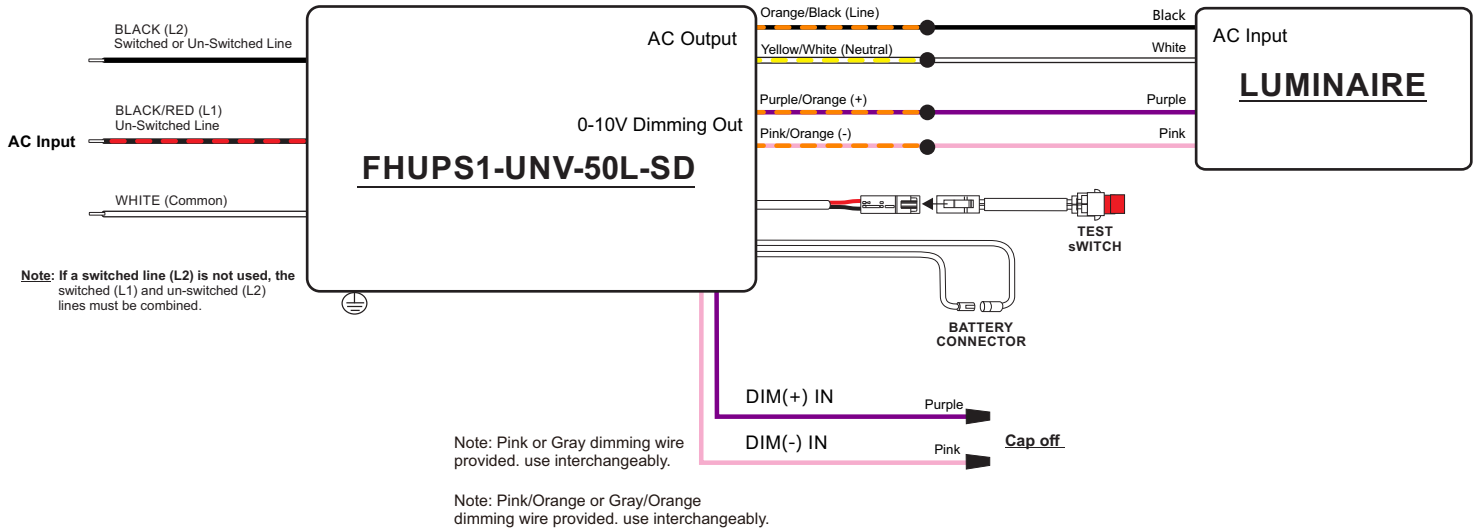 BLACK (L2)
Switched or Un-Switched Line
BLACK/RED (L1)
Un-Switched Line
AC Input
WHITE (Common)
Note: If a switched line (L2) is not used, the
switched (L1) and un-switched (L2)
lines must be combined.
AC Output
0-10V Dimming Out
FHUPS1-UNV-50L-SD
Orange/Black (Line)
Yellow/White (Neutral)
Purple/Orange (+)
Pink/Orange (-)
Black
White
Purple
Pink
AC Input
LUMINAIRE
TEST
sWITCH
BATTERY
CONNECTOR
DIM(+) IN
Purple
DIM(-) IN
Pink
Cap off
Note: Pink or Gray dimming wire
provided. use interchangeably.
Note: Pink/Orange or Gray/Orange
dimming wire provided. use interchangeably.